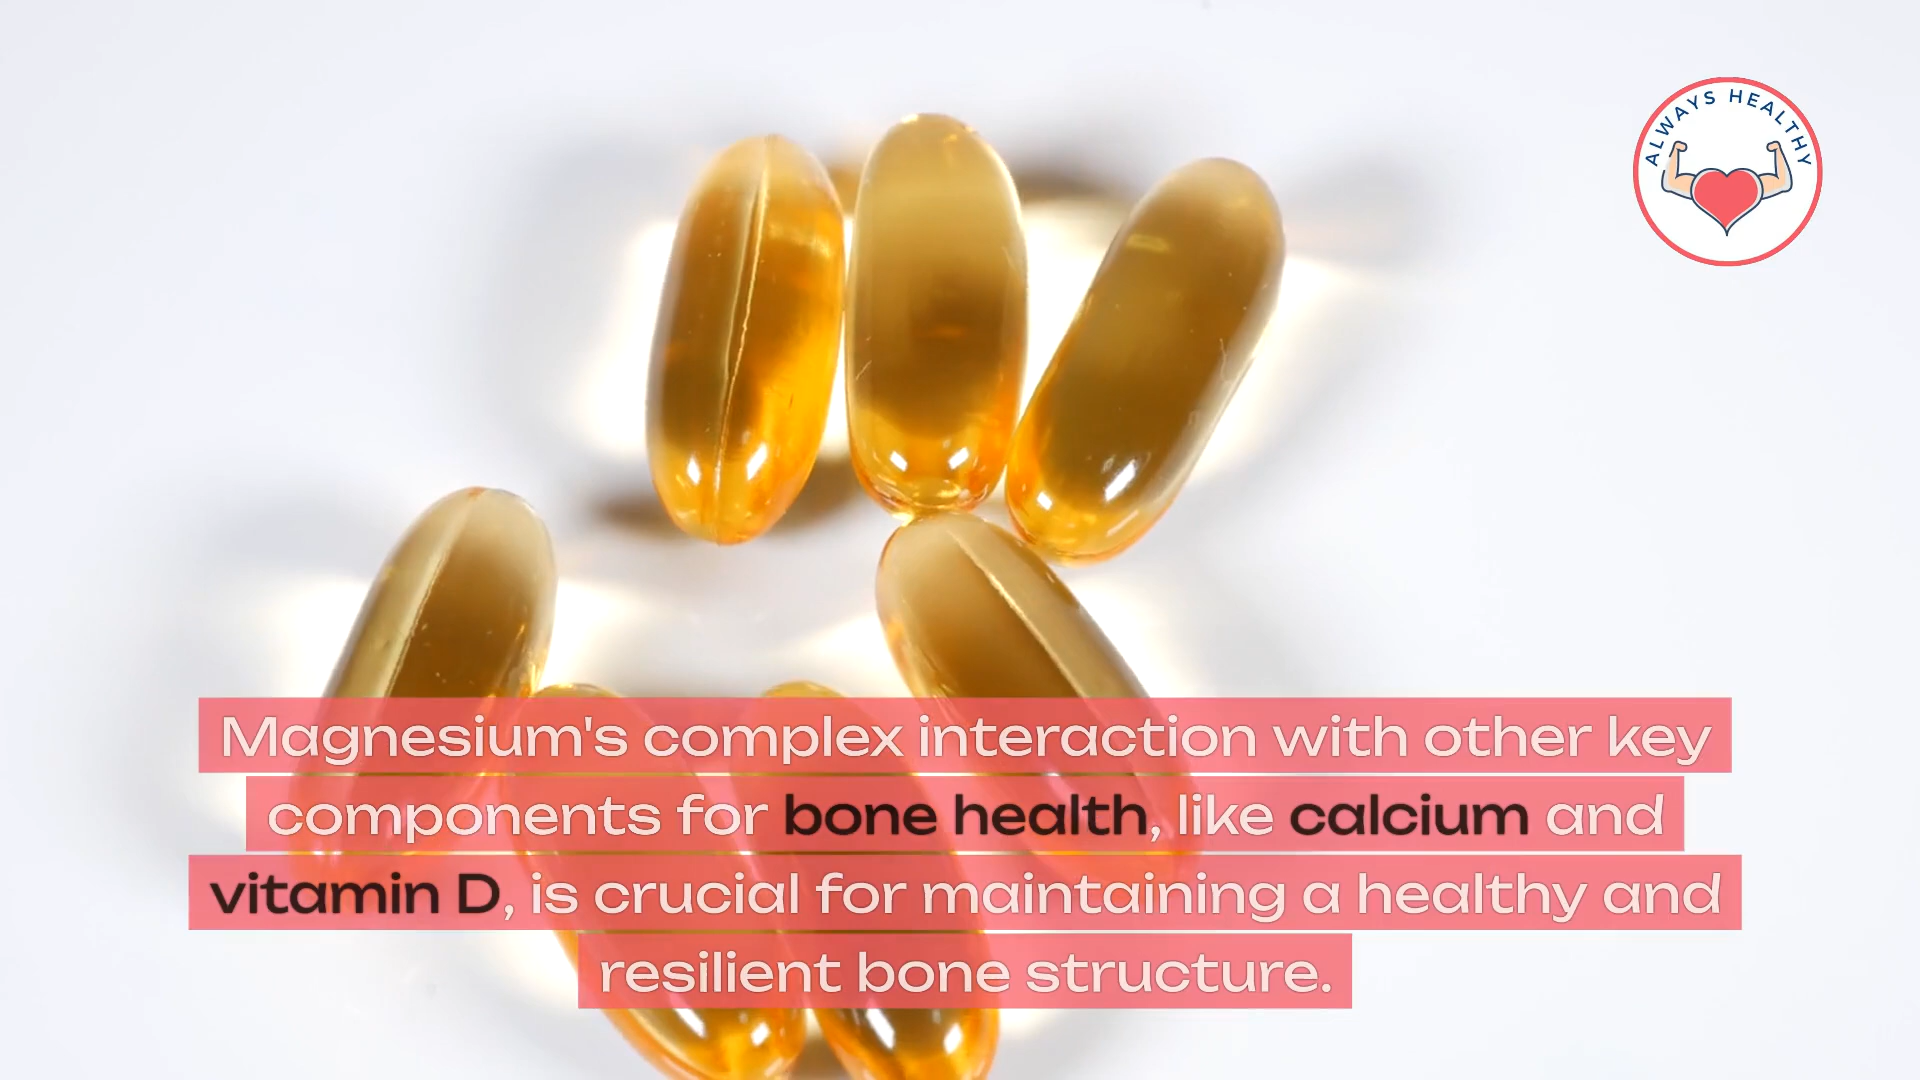 ALWAYS HEALTHY
Magnesium's complex interaction with other key
components for bone health, like calcium and
vitamin D, is crucial for maintaining a healthy and
resilient bone structure.